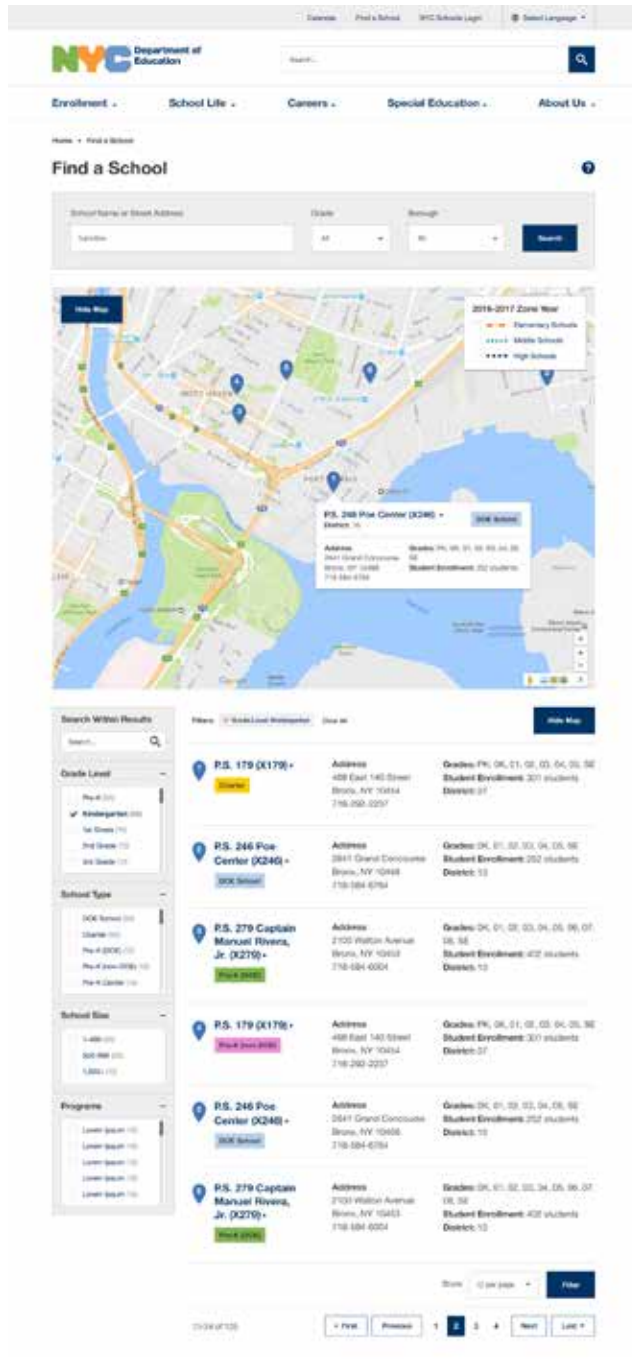 Calendar Find a School NYC Schools Login Select Language
NYC Department of
Education
Search...
Enrollment School Life Careers Special Education About Us
Home Find a School
Find a School
School Name or Street Address Grade Borough
All All Search
Hide Map
2016-2017 Zone Year
Elementary Schools
Middle Schools
High Schools
MOTT HAVEN
P.S. 246 Poe Center (X246)
DOE School
Address
2641 Grand Concourse
Student Enrollment: 252 students
Search Within Results
Search...
Filters: Grade Level: Kindergarten Clear All
Hide Map
Grade Level
Pre-K
Kindergarten
1st Grade
2nd Grade
3rd Grade
School Type
DOE School
Charter
Pre-K (DOE)
Pre-K (non-DOE)
Pre-K Center
School Size
Programs
Lorem Ipsum
Lorem Ipsum
Lorem Ipsum
Lorem Ipsum
Lorem Ipsum
P.S. 179 (X179)
Charter
Address
468 East 140 Street
Bronx, NY 10454
718-292-2237
Grades: PK, 0K, 01, 02, 03, 04, 05, SE
Student Enrollment: 301 students
District: 07
P.S. 246 Poe
Center (X246)
DOE School
Address
2641 Grand Concourse
Bronx, NY 10468
718-584-6764
Grades: 0K, 01, 02, 03, 04, 05, SE
Student Enrollment: 252 students
District: 10
P.S. 279 Captain
Manuel Rivera,
Jr. (X279)
Pre-K (DOE)
Address
2100 Walton Avenue
Bronx, NY 10453
718-584-6004
Grades: 0K, 01, 02, 03, 04, 05, 06, 07,
08, SE
Student Enrollment: 402 students
District: 10
P.S. 179 (X179)
Pre-K (non-DOE)
Address
468 East 140 Street
Bronx, NY 10454
718-292-2237
Grades: PK, 0K, 01, 02, 03, 04, 05, SE
Student Enrollment: 301 students
District: 07
P.S. 246 Poe
Center (X246)
DOE School
Address
2641 Grand Concourse
Bronx, NY 10468
718-584-6764
Grades: 0K, 01, 02, 03, 04, 05, SE
Student Enrollment: 252 students
District: 10
P.S. 279 Captain
Manuel Rivera,
Jr. (X279)
Pre-K (DOE)
Address
2100 Walton Avenue
Bronx, NY 10453
718-584-6004
Grades: 0K, 01, 02, 03, 04, 05, 06, 07,
08, SE
Student Enrollment: 402 students
District: 10
Show 12 per page Filter
First Previous 1 2 3 4 Next Last